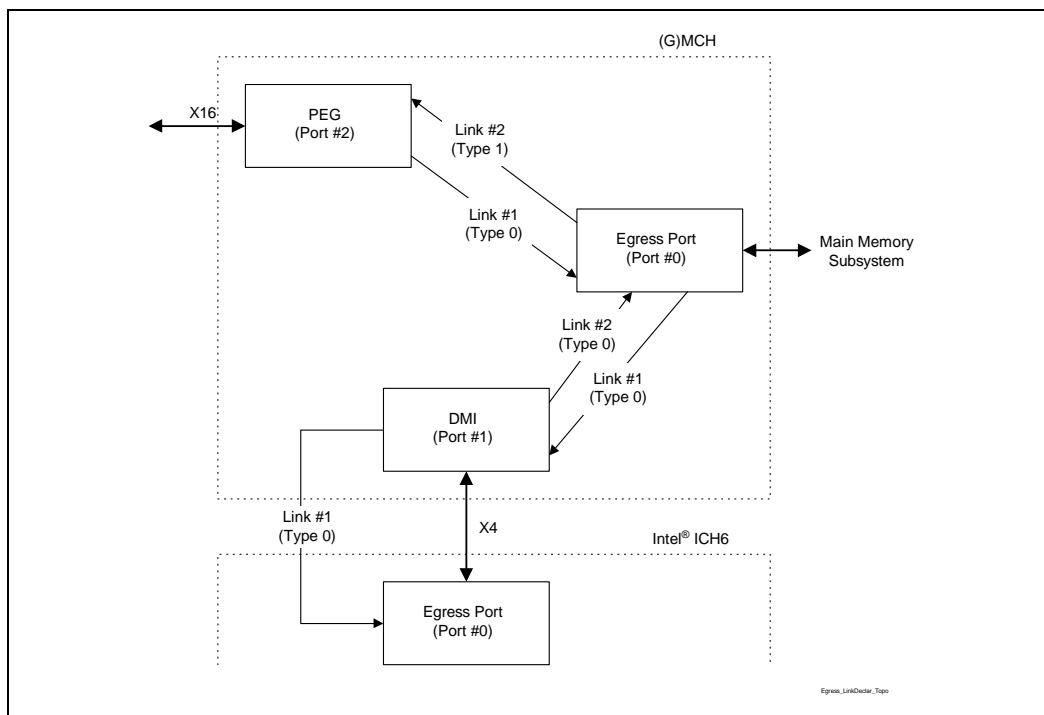 (G)MCH
X16
PEG
(Port #2)
Link #2
(Type 1)
Link #1
(Type 0)
Egress Port
(Port #0)
Main Memory
Subsystem
Link #2
(Type 0)
Link #1
(Type 0)
DMI
(Port #1)
Link #1
(Type 0)
X4
Intel® ICH6
Egress Port
(Port #0)
Egress_LinkDeclar_Topo